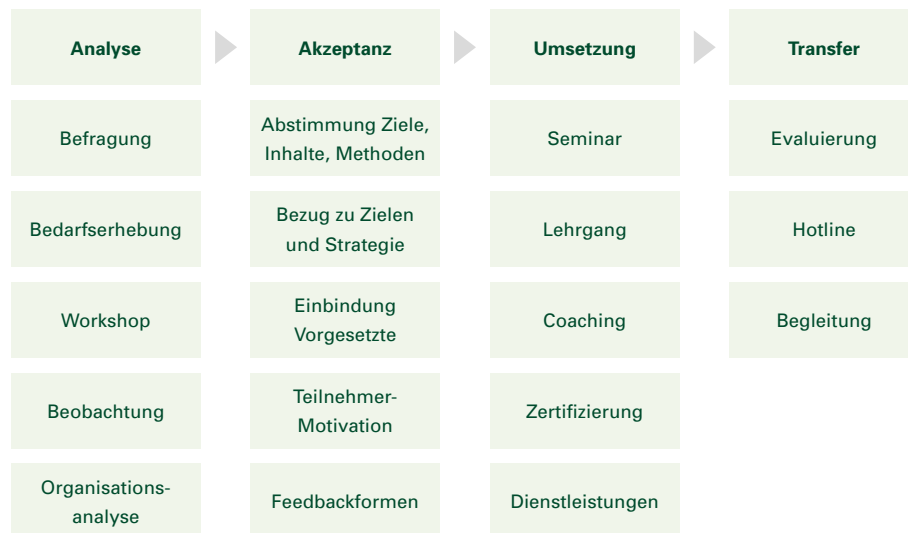 Analyse
Akzeptanz
Umsetzung
Transfer
Befragung
Abstimmung Ziele,
Inhalte, Methoden
Seminar
Evaluierung
Bedarfserhebung
Bezug zu Zielen
und Strategie
Lehrgang
Hotline
Workshop
Einbindung
Vorgesetzte
Coaching
Begleitung
Beobachtung
Teilnehmer-
Motivation
Zertifizierung
Organisations-
analyse
Feedbackformen
Dienstleistungen